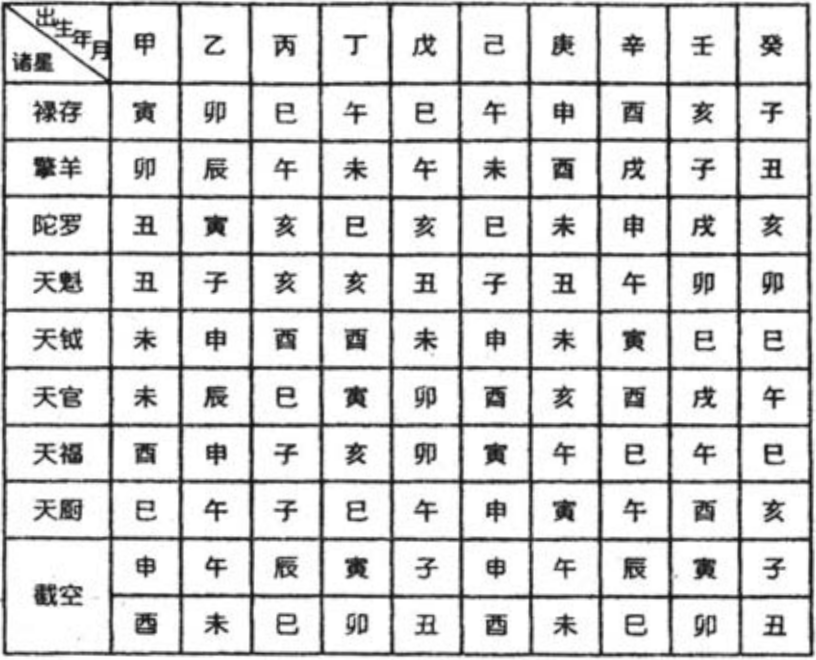 出生年月 诸星 甲 乙 丙 丁 戊 己 庚 辛 壬 癸
禄存 寅 卯 巳 午 巳 午 申 酉 亥 子
擎羊 卯 辰 午 未 午 未 酉 戌 子 丑
陀罗 丑 寅 亥 巳 亥 巳 未 申 戌 亥
天魁 丑 子 亥 亥 丑 子 丑 午 卯 卯
天钺 未 申 酉 酉 未 申 未 寅 巳 巳
天官 未 辰 巳 寅 卯 酉 亥 酉 戌 午
天福 酉 申 子 亥 卯 寅 午 巳 午 巳
天厨 巳 午 子 巳 午 申 寅 午 酉 亥
截空 申 午 辰 寅 子 申 午 辰 寅 子
酉 未 巳 卯 丑 酉 未 巳 卯 丑